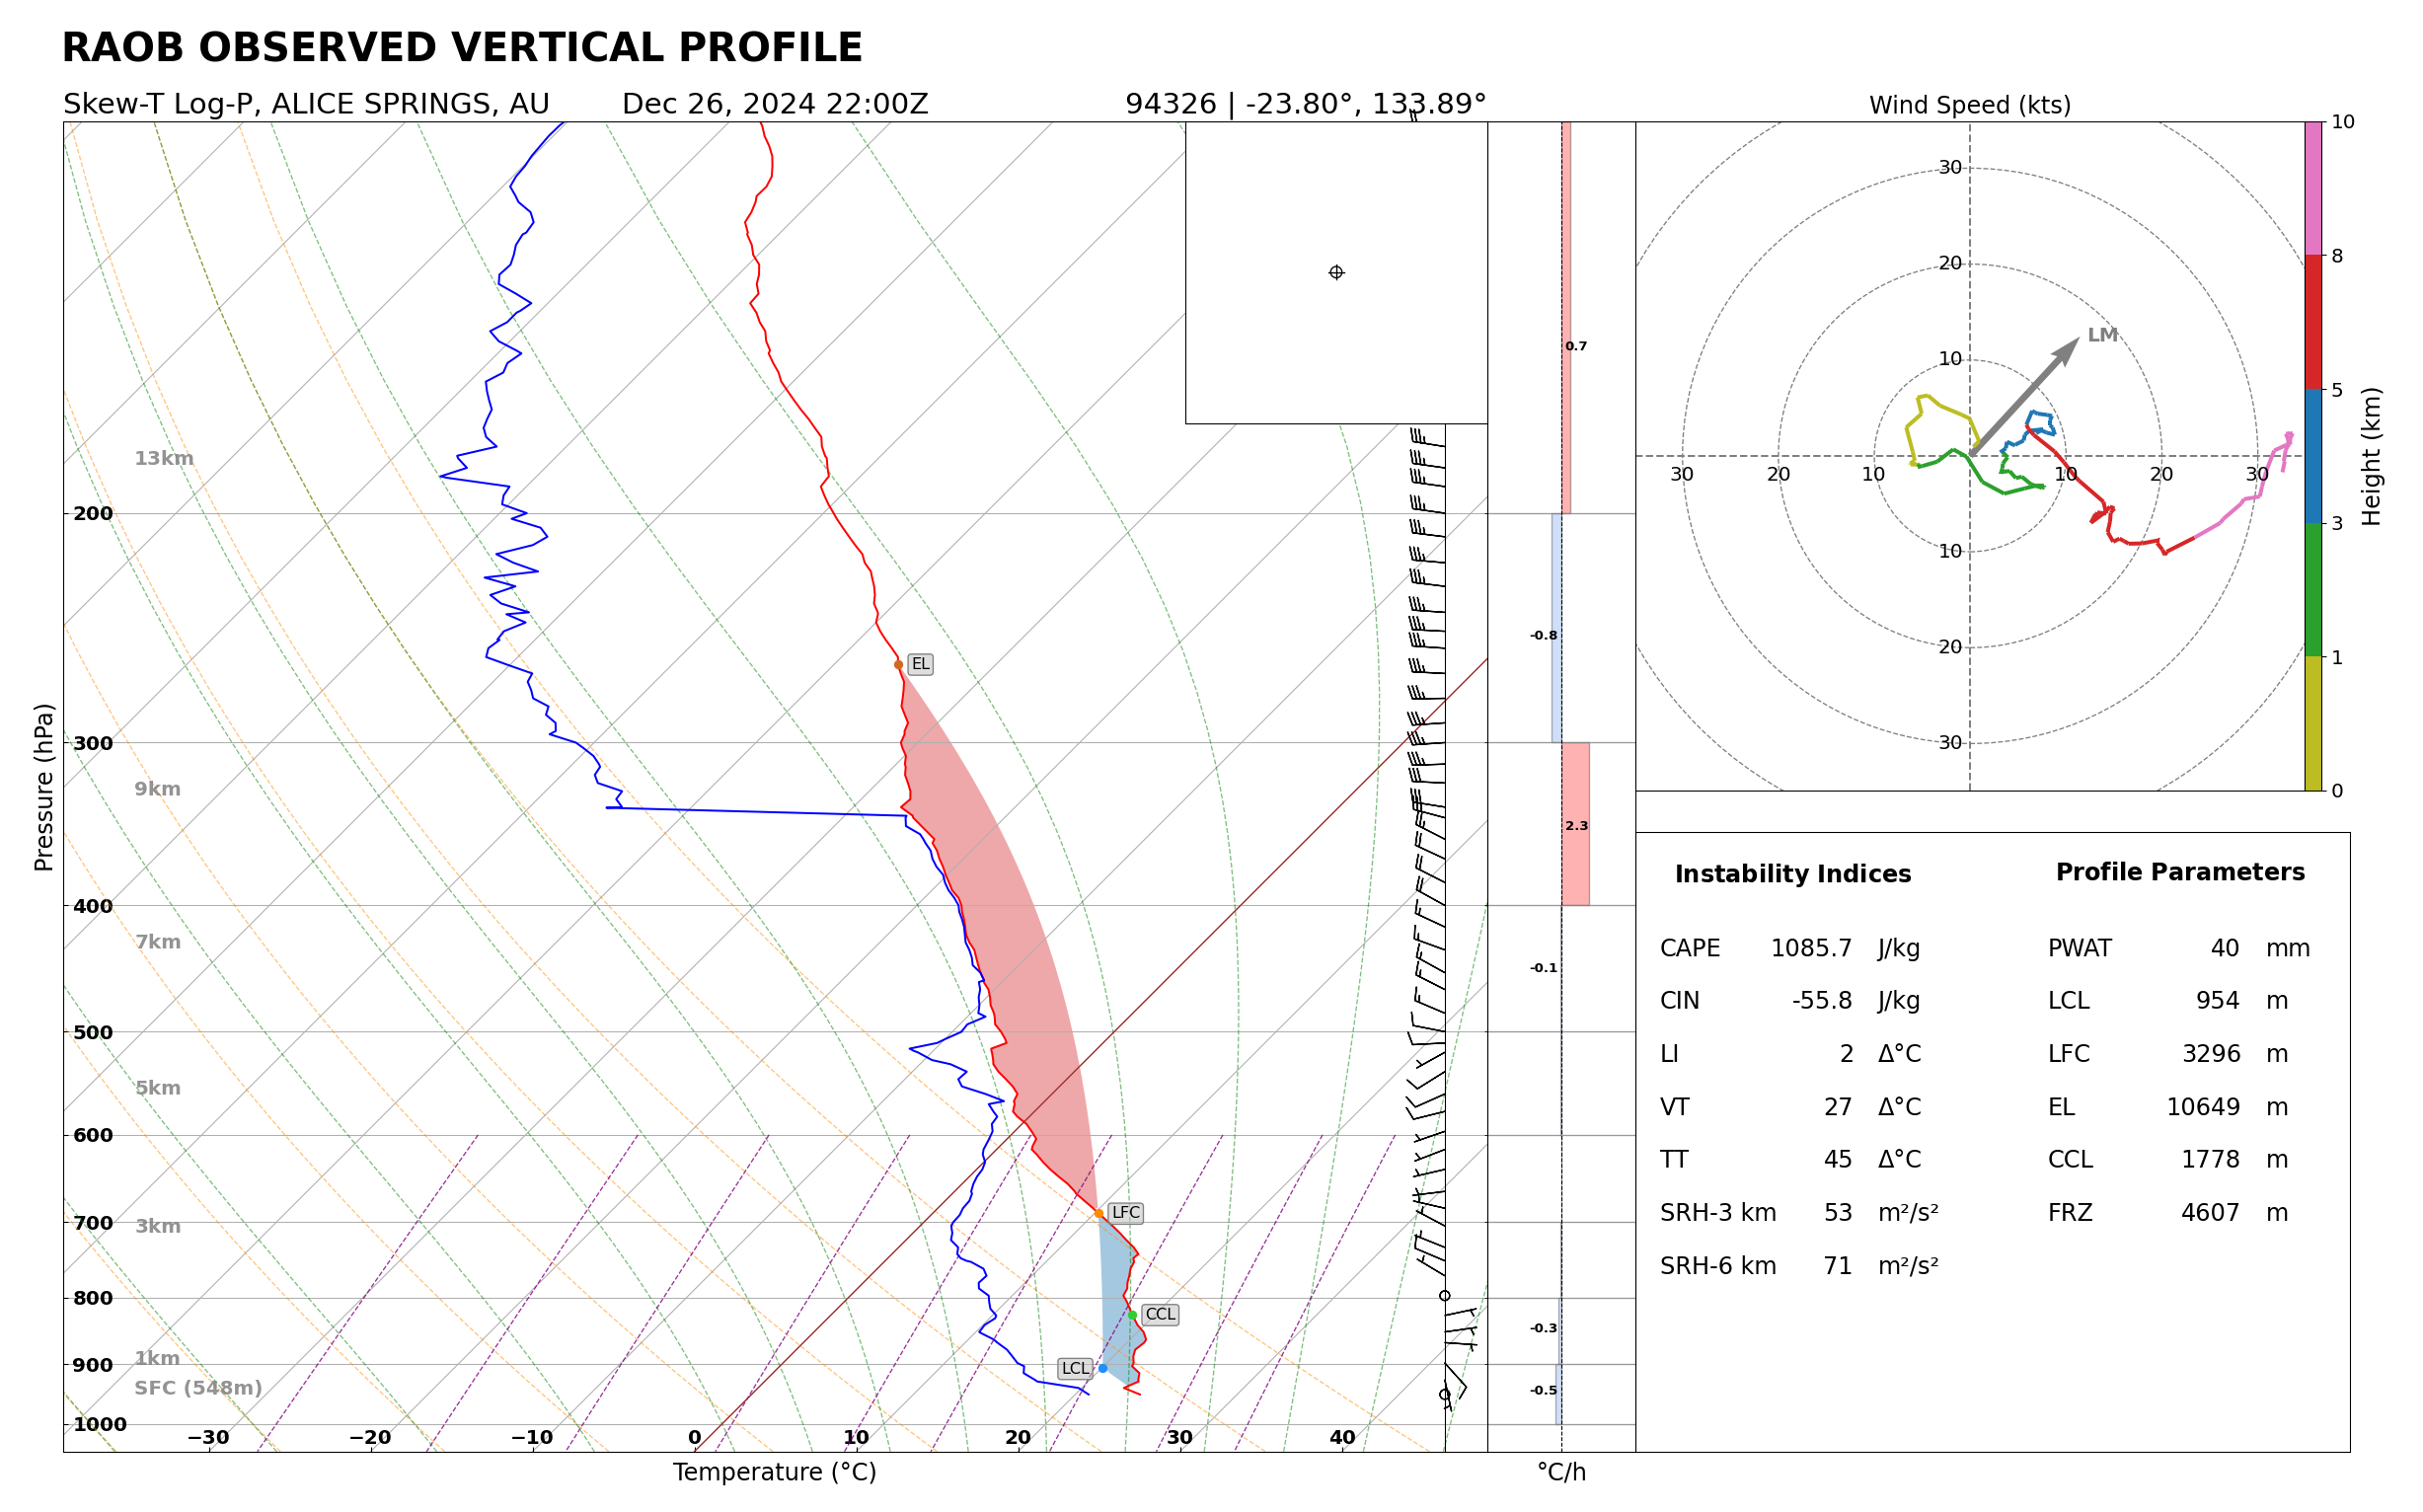 RAOB OBSERVED VERTICAL PROFILE
Skew-T Log-P, ALICE SPRINGS, AU Dec 26, 2024 22:00Z 94326 | -23.80°, 133.89°
Wind Speed (kts)
13km
9km
7km
5km
3km
1km
SFC (548m)
200
300
400
500
600
700
800
900
1000
Pressure (hPa)
−30 −20 −10 0 10 20 30 40
Temperature (°C)
EL
LFC
CCL
LCL
0.7
-0.8
2.3
-0.1
-0.3
-0.5
°C/h
30
20
10
LM
30 20 10 10 20 30
10
20
30
10
8
5
3
1
0
Height (km)
Instability Indices Profile Parameters
CAPE 1085.7 J/kg PWAT 40 mm
CIN -55.8 J/kg LCL 954 m
LI 2 Δ°C LFC 3296 m
VT 27 Δ°C EL 10649 m
TT 45 Δ°C CCL 1778 m
SRH-3 km 53 m²/s² FRZ 4607 m
SRH-6 km 71 m²/s²